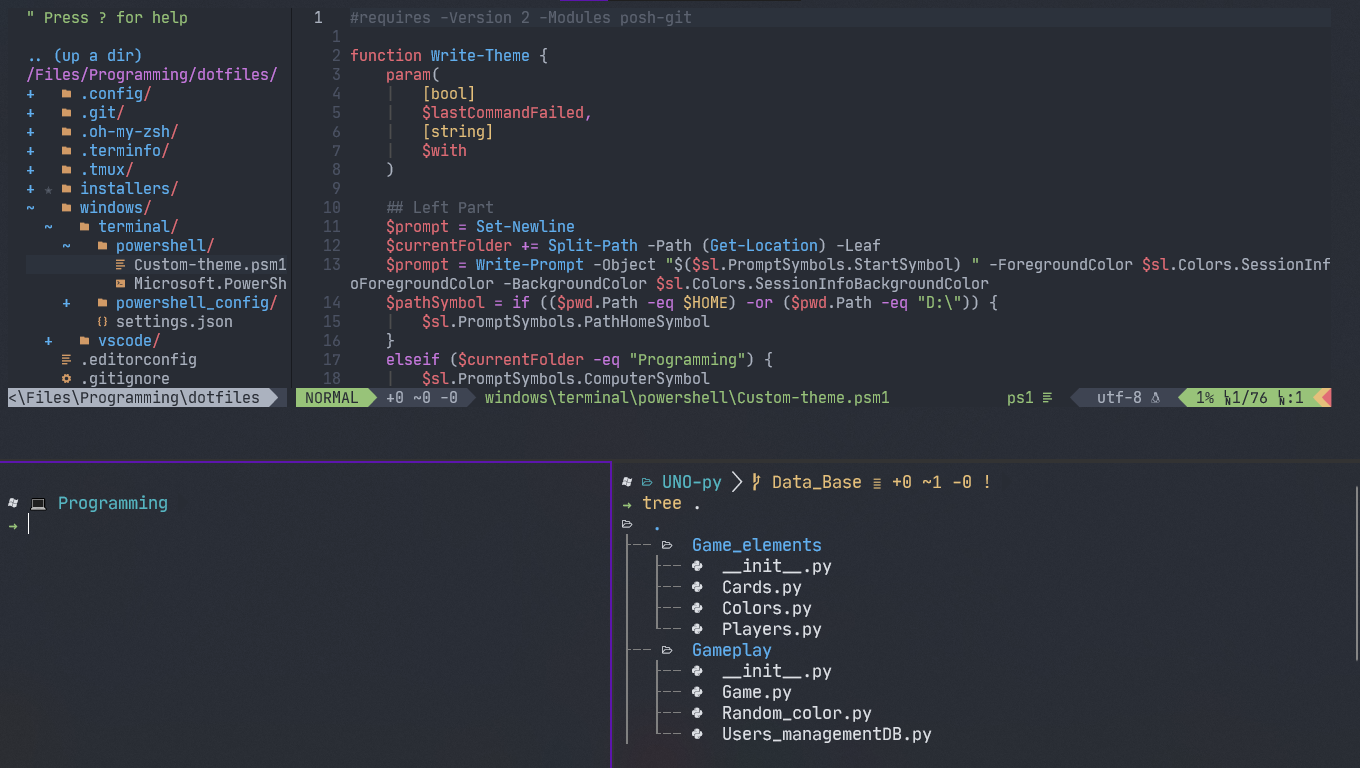 " Press ? for help
.. (up a dir)
/Files/Programming/dotfiles/
+ .config/
+ .git/
+ .oh-my-zsh/
+ .terminfo/
+ .tmux/
+ installers/
~ windows/
~ terminal/
~ powershell/
Custom-theme.psm1
Microsoft.PowerSh
+ powershell_config/
settings.json
+ vscode/
.editorconfig
.gitignore
<\Files\Programming\dotfiles
1 #requires -Version 2 -Modules posh-git
1
2 function Write-Theme {
3 param(
4 [bool]
5 $lastCommandFailed,
6 [string]
7 $with
8 )
9
10 ## Left Part
11 $prompt = Set-Newline
12 $currentFolder += Split-Path -Path (Get-Location) -Leaf
13 $prompt = Write-Prompt -Object "$($sl.PromptSymbols.StartSymbol) " -ForegroundColor $sl.Colors.SessionInf
oForegroundColor -BackgroundColor $sl.Colors.SessionInfoBackgroundColor
14 $pathSymbol = if (($pwd.Path -eq $HOME) -or ($pwd.Path -eq "D:\")) {
15 $sl.PromptSymbols.PathHomeSymbol
16 }
17 elseif ($currentFolder -eq "Programming") {
18 $sl.PromptSymbols.ComputerSymbol
NORMAL +0 ~0 -0 windows\terminal\powershell\Custom-theme.psm1 ps1 utf-8 1% 1/76 :1
Programming
→
UNO-py Data_Base ≡ +0 ~1 -0 !
→ tree .
.
Game_elements
__init__.py
Cards.py
Colors.py
Players.py
Gameplay
__init__.py
Game.py
Random_color.py
Users_managementDB.py